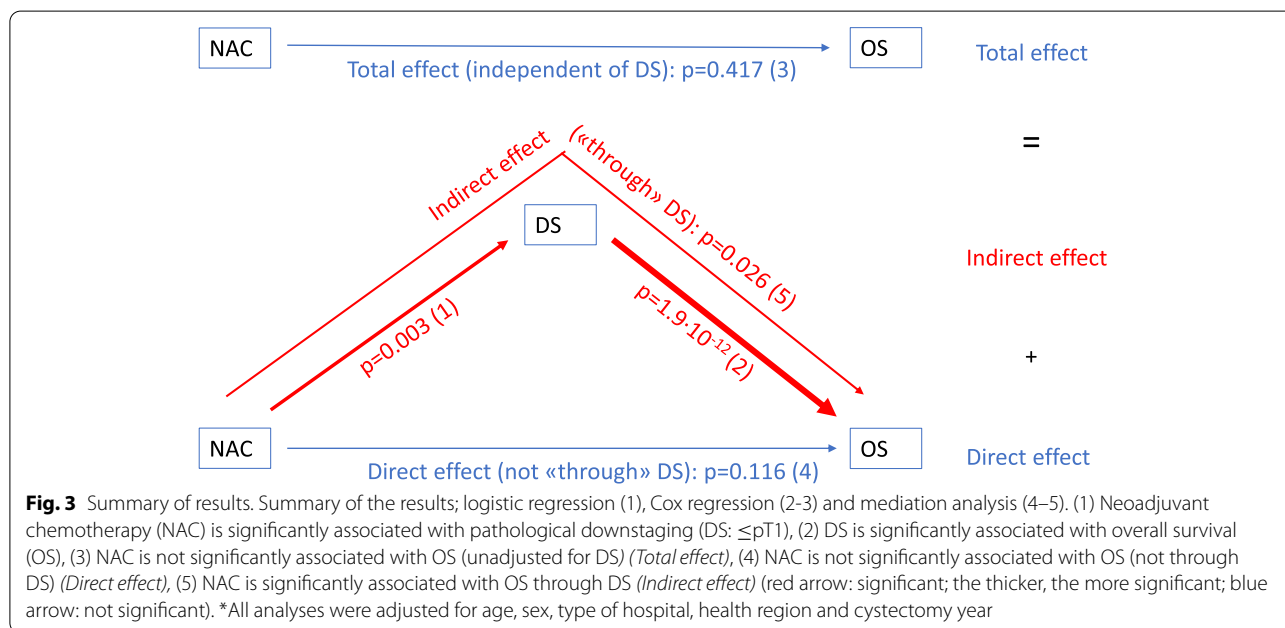 NAC
OS
Total effect
Total effect (independent of DS): p=0.417 (3)
=
Indirect effect
(«through» DS): p=0.026 (5)
DS
Indirect effect
p=0.003 (1)
p=1.9·10⁻¹² (2)
+
NAC
OS
Direct effect
Direct effect (not «through» DS): p=0.116 (4)
Fig. 3 Summary of results. Summary of the results; logistic regression (1), Cox regression (2-3) and mediation analysis (4–5). (1) Neoadjuvant
chemotherapy (NAC) is significantly associated with pathological downstaging (DS: ≤pT1), (2) DS is significantly associated with overall survival
(OS), (3) NAC is not significantly associated with OS (unadjusted for DS) (Total effect), (4) NAC is not significantly associated with OS (not through
DS) (Direct effect), (5) NAC is significantly associated with OS through DS (Indirect effect) (red arrow: significant; the thicker, the more significant; blue
arrow: not significant). *All analyses were adjusted for age, sex, type of hospital, health region and cystectomy year